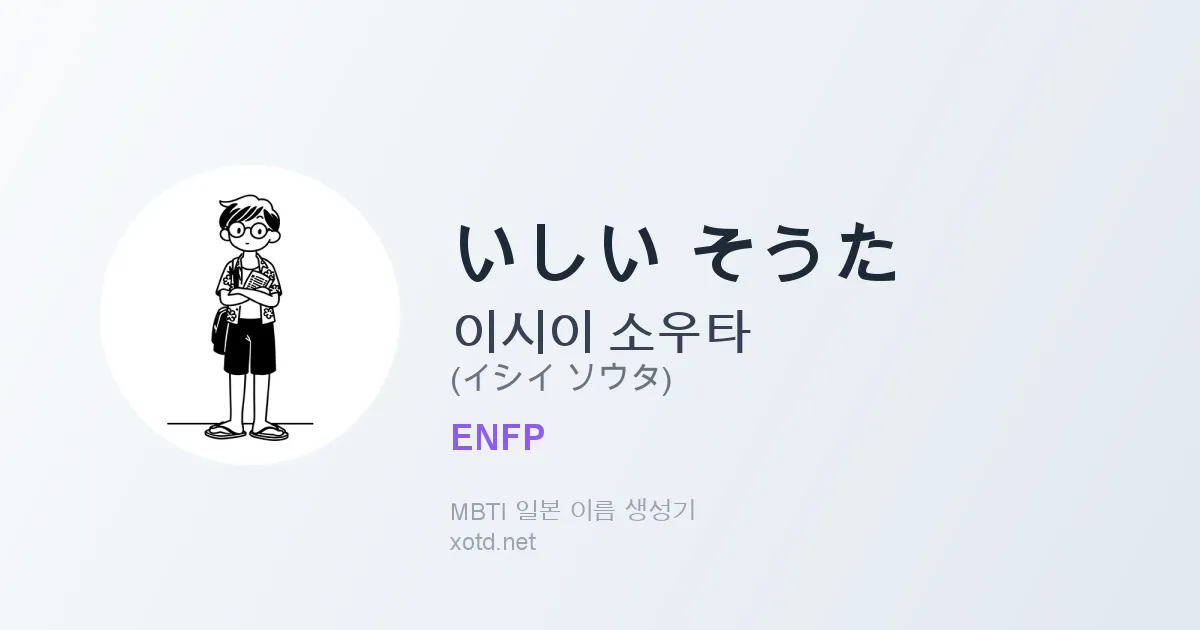 いしい そうた
이시이 소우타
(イシイ ソウタ)
ENFP
MBTI 일본 이름 생성기
xotd.net